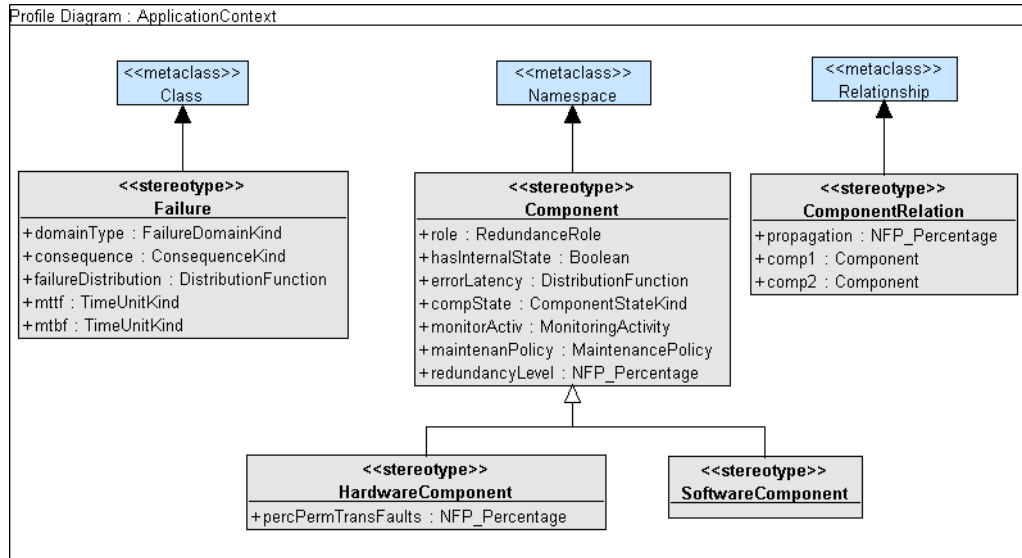 Profile Diagram : ApplicationContext
<<metaclass>>
Class
<<metaclass>>
Namespace
<<metaclass>>
Relationship
<<stereotype>>
Failure
+domainType : FailureDomainKind
+consequence : ConsequenceKind
+failureDistribution : DistributionFunction
+mttf : TimeUnitKind
+mtbf : TimeUnitKind
<<stereotype>>
Component
+role : RedundanceRole
+hasInternalState : Boolean
+errorLatency : DistributionFunction
+compState : ComponentStateKind
+monitorActiv : MonitoringActivity
+maintenanPolicy : MaintenancePolicy
+redundancyLevel : NFP_Percentage
<<stereotype>>
ComponentRelation
+propagation : NFP_Percentage
+comp1 : Component
+comp2 : Component
<<stereotype>>
HardwareComponent
+percPermTransFaults : NFP_Percentage
<<stereotype>>
SoftwareComponent